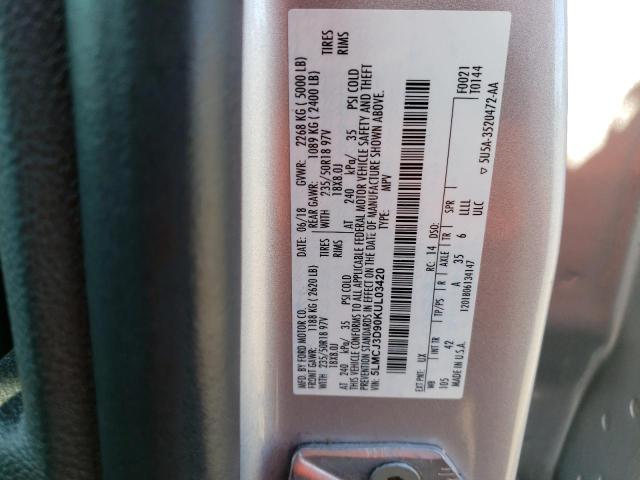 MFD. BY FORD MOTOR CO. DATE: 06/18 GVWR: 2268 KG ( 5000 LB)
FRONT GAWR: 1188 KG ( 2620 LB) REAR GAWR: 1089 KG ( 2400 LB)
WITH 235/50R18 97V TIRES WITH 235/50R18 97V TIRES
18X8.0J RIMS 18X8.0J RIMS
AT 240 kPa/ 35 PSI COLD AT 240 kPa/ 35 PSI COLD
THIS VEHICLE CONFORMS TO ALL APPLICABLE FEDERAL MOTOR VEHICLE SAFETY AND THEFT
PREVENTION STANDARDS IN EFFECT ON THE DATE OF MANUFACTURE SHOWN ABOVE.
VIN: 5LMCJ3D90KUL03420 TYPE: MPV
EXT PNT: UX RC: 14 DSO: F0021
WB INT TR TP/PS R AXLE TR SPR T0144
105 42 A 35 6 LLLL
MADE IN U.S.A. 1201806134147 ULC ▽ 5U5A-3520472-AA